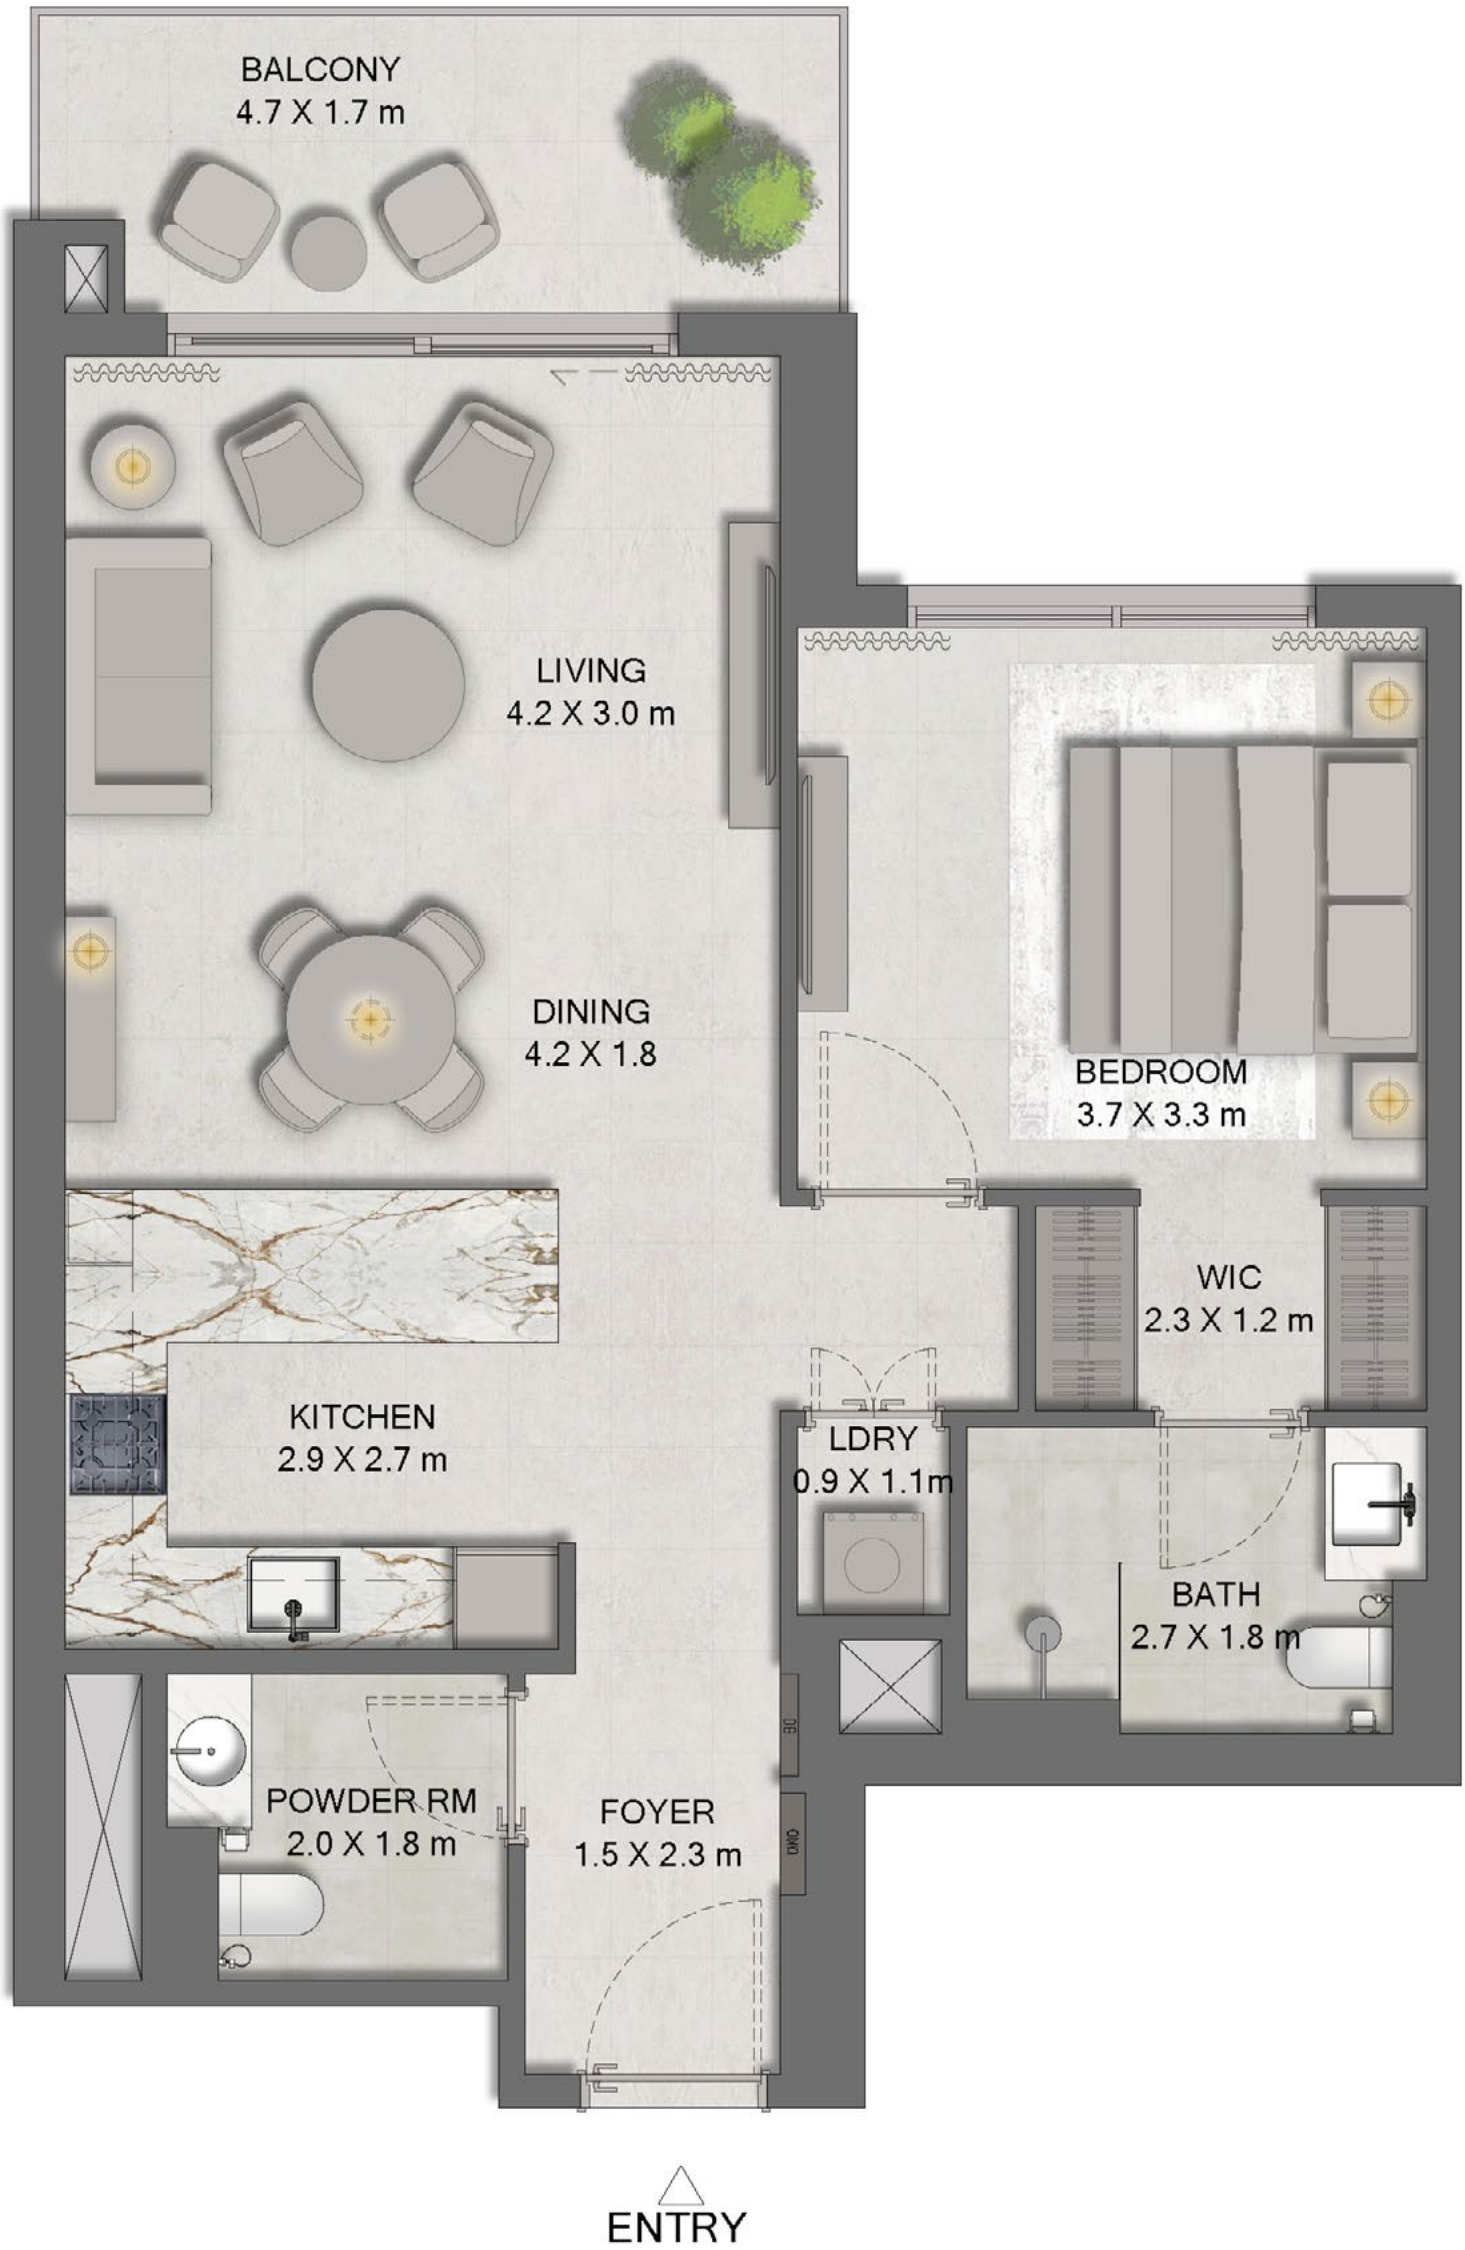 BALCONY
4.7 X 1.7 m
LIVING
4.2 X 3.0 m
DINING
4.2 X 1.8
BEDROOM
3.7 X 3.3 m
WIC
2.3 X 1.2 m
KITCHEN
2.9 X 2.7 m
LDRY
0.9 X 1.1m
BATH
2.7 X 1.8 m
DB
POWDER RM
2.0 X 1.8 m
FOYER
1.5 X 2.3 m
ENTRY